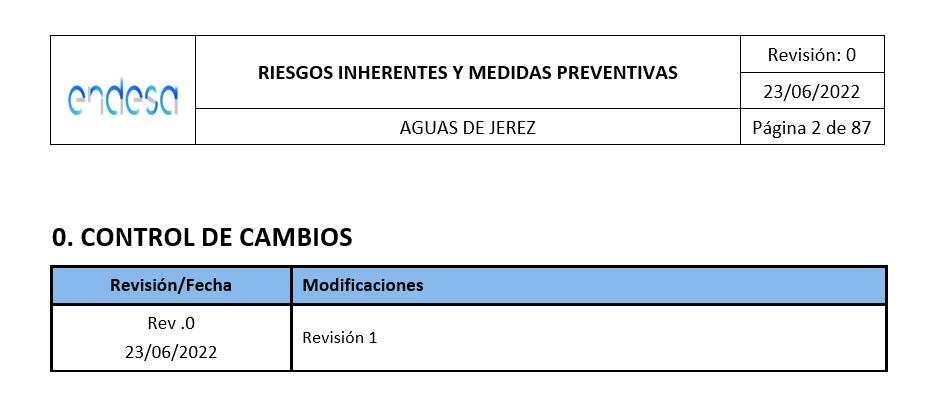 endesa
RIESGOS INHERENTES Y MEDIDAS PREVENTIVAS
Revisión: 0
23/06/2022
AGUAS DE JEREZ
Página 2 de 87
0. CONTROL DE CAMBIOS
Revisión/Fecha
Modificaciones
Rev .0
23/06/2022
Revisión 1